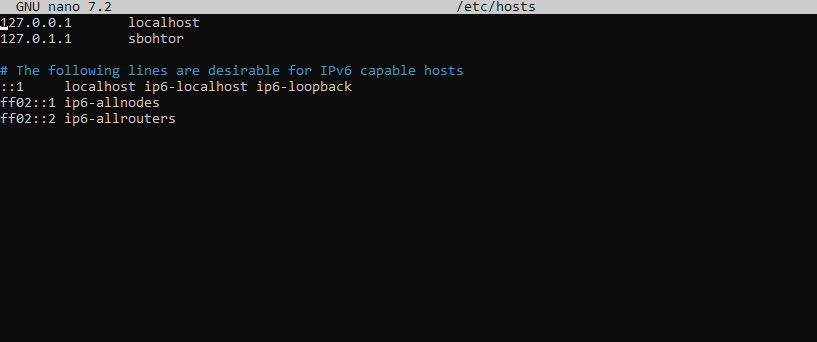 GNU nano 7.2 /etc/hosts
127.0.0.1 localhost
127.0.1.1 sbohtor
# The following lines are desirable for IPv6 capable hosts
::1 localhost ip6-localhost ip6-loopback
ff02::1 ip6-allnodes
ff02::2 ip6-allrouters